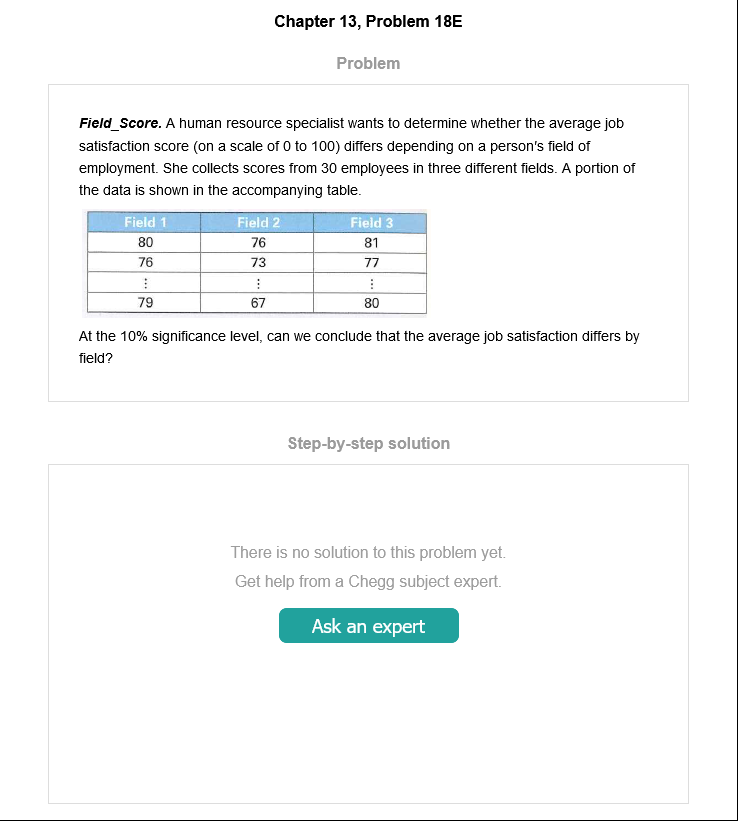 Chapter 13, Problem 18E
Problem
Field_Score. A human resource specialist wants to determine whether the average job
satisfaction score (on a scale of 0 to 100) differs depending on a person's field of
employment. She collects scores from 30 employees in three different fields. A portion of
the data is shown in the accompanying table.
Field 1 Field 2 Field 3
80 76 81
76 73 77
⋮ ⋮ ⋮
79 67 80
At the 10% significance level, can we conclude that the average job satisfaction differs by
field?
Step-by-step solution
There is no solution to this problem yet.
Get help from a Chegg subject expert.
Ask an expert